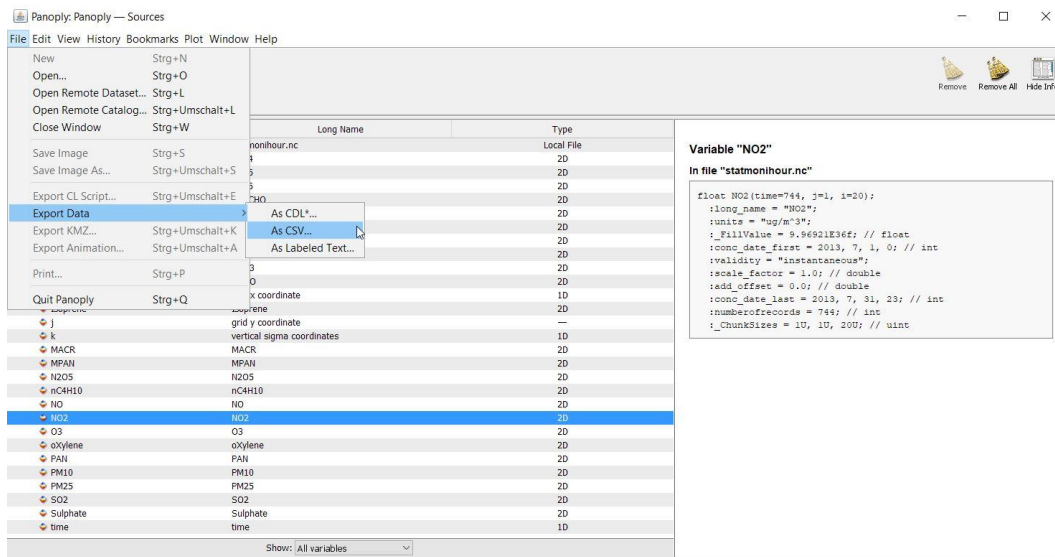 Panoply: Panoply — Sources
File Edit View History Bookmarks Plot Window Help
New Strg+N
Open... Strg+O
Open Remote Dataset... Strg+L
Open Remote Catalog... Strg+Umschalt+L
Close Window Strg+W
Save Image Strg+S
Save Image As... Strg+Umschalt+S
Export CL Script... Strg+Umschalt+E
Export Data
Export KMZ... Strg+Umschalt+K
Export Animation... Strg+Umschalt+A
Print... Strg+P
Quit Panoply Strg+Q
As CDL*...
As CSV...
As Labeled Text...
Remove Remove All Hide Inf
Long Name Type
monihour.nc Local File
2D
2D
2D
CHO 2D
2D
2D
2D
2D
2D
x coordinate 1D
2D
j grid y coordinate —
k vertical sigma coordinates 1D
MACR MACR 2D
MPAN MPAN 2D
N2O5 N2O5 2D
nC4H10 nC4H10 2D
NO NO 2D
NO2 NO2 2D
O3 O3 2D
oXylene oXylene 2D
PAN PAN 2D
PM10 PM10 2D
PM25 PM25 2D
SO2 SO2 2D
Sulphate Sulphate 2D
time time 1D
Show: All variables
Variable "NO2"
In file "statmonihour.nc"
float NO2(time=744, j=1, i=20);
:long_name = "NO2";
:units = "ug/m^3";
:_FillValue = 9.96921E36f; // float
:conc_date_first = 2013, 7, 1, 0; // int
:validity = "instantaneous";
:scale_factor = 1.0; // double
:add_offset = 0.0; // double
:conc_date_last = 2013, 7, 31, 23; // int
:numberofrecords = 744; // int
:_ChunkSizes = 1U, 1U, 20U; // uint